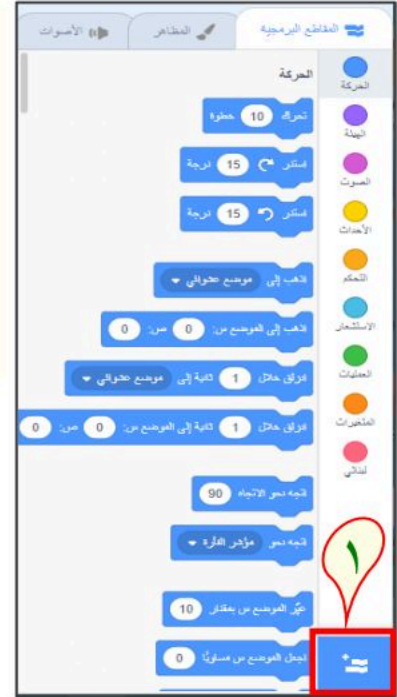 المقاطع البرمجية
المظاهر
الأصوات
الحركة
الهيئة
الصوت
الأحداث
التحكم
الاستشعار
العمليات
المتغيرات
لبناتي
الحركة
تحرك 10 خطوة
استدر 15 درجة
استدر 15 درجة
اذهب إلى موضع عشوائي
اذهب إلى الموضع س: 0 ص: 0
انزلق خلال 1 ثانية إلى موضع عشوائي
انزلق خلال 1 ثانية إلى الموضع س: 0 ص: 0
اتجه نحو الاتجاه 90
اتجه نحو مؤشر الفأرة
غيّر الموضع س بمقدار 10
اجعل الموضع س مساويًا 0
١